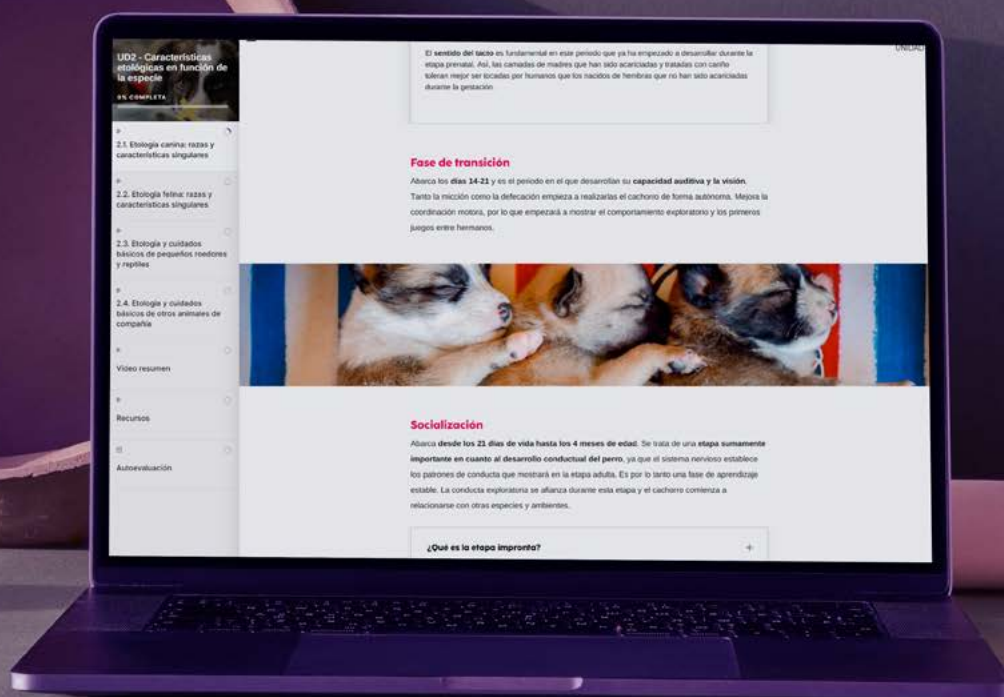 UD2 - Características
etológicas en función de
la especie
0% COMPLETA
2.1. Etología canina: razas y
características singulares
2.2. Etología felina: razas y
características singulares
2.3. Etología y cuidados
básicos de pequeños roedores
y reptiles
2.4. Etología y cuidados
básicos de otros animales de
compañía
Vídeo resumen
Recursos
Autoevaluación
UNIDAD
El sentido del tacto es fundamental en este periodo que ya ha empezado a desarrollar durante la
etapa prenatal. Así, las camadas de madres que han sido acariciadas y tratadas con cariño
toleran mejor ser tocadas por humanos que los nacidos de hembras que no han sido acariciadas
durante la gestación
Fase de transición
Abarca los días 14-21 y es el periodo en el que desarrollan su capacidad auditiva y la visión.
Tanto la micción como la defecación empieza a realizarlas el cachorro de forma autónoma. Mejora la
coordinación motora, por lo que empezará a mostrar el comportamiento exploratorio y los primeros
juegos entre hermanos.
Socialización
Abarca desde los 21 días de vida hasta los 4 meses de edad. Se trata de una etapa sumamente
importante en cuanto al desarrollo conductual del perro, ya que el sistema nervioso establece
los patrones de conducta que mostrará en la etapa adulta. Es por lo tanto una fase de aprendizaje
estable. La conducta exploratoria se afianza durante esta etapa y el cachorro comienza a
relacionarse con otras especies y ambientes.
¿Qué es la etapa impronta?